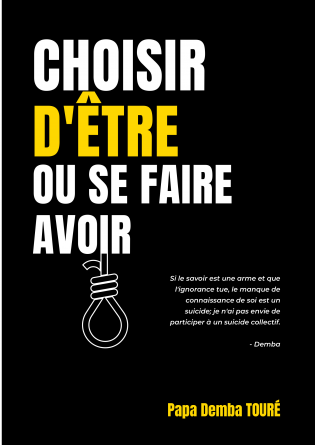 CHOISIR
D'ÊTRE
OU SE FAIRE
AVOIR
Si le savoir est une arme et que
l'ignorance tue, le manque de
connaissance de soi est un
suicide; je n'ai pas envie de
participer à un suicide collectif.
- Demba
Papa Demba TOURÉ